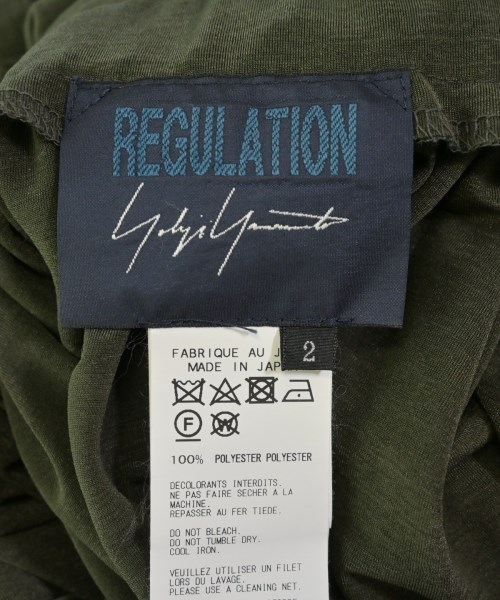 REGULATION
Yohji Yamamoto
2
FABRIQUE AU J
MADE IN JAPA
F W
100% POLYESTER POLYESTER
DECOLORANTS INTERDITS.
NE PAS FAIRE SECHER A LA
MACHINE.
REPASSER AU FER TIEDE.
DO NOT BLEACH.
DO NOT TUMBLE DRY.
COOL IRON.
VEUILLEZ UTILISER UN FILET
LORS DU LAVAGE.
PLEASE USE A CLEANING NET.